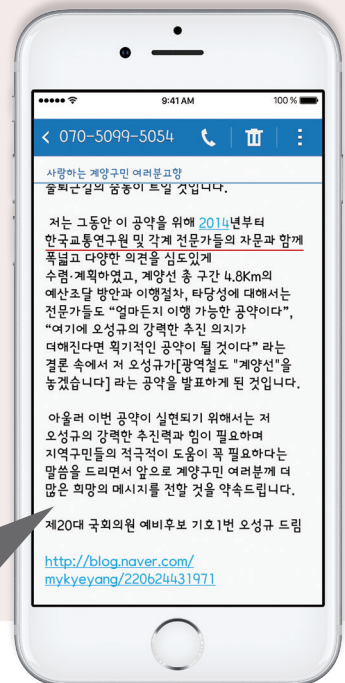 9:41 AM
100 %
< 070-5099-5054
사랑하는 계양구민 여러분고향
출퇴근길의 숨통이 트일 것입니다.
저는 그동안 이 공약을 위해 2014년부터
한국교통연구원 및 각계 전문가들의 자문과 함께
폭넓고 다양한 의견을 심도있게
수렴·계획하였고, 계양선 총 구간 4.8Km의
예산조달 방안과 이행절차, 타당성에 대해서는
전문가들도 “얼마든지 이행 가능한 공약이다”,
“여기에 오성규의 강력한 추진 의지가
더해진다면 획기적인 공약이 될 것이다” 라는
결론 속에서 저 오성규가[광역철도 "계양선"을
놓겠습니다] 라는 공약을 발표하게 된 것입니다.
아울러 이번 공약이 실현되기 위해서는 저
오성규의 강력한 추진력과 힘이 필요하며
지역구민들의 적극적이 도움이 꼭 필요하다는
말씀을 드리면서 앞으로 계양구민 여러분께 더
많은 희망의 메시지를 전할 것을 약속드립니다.
제20대 국회의원 예비후보 기호1번 오성규 드림
http://blog.naver.com/
mykyeyang/220624431971